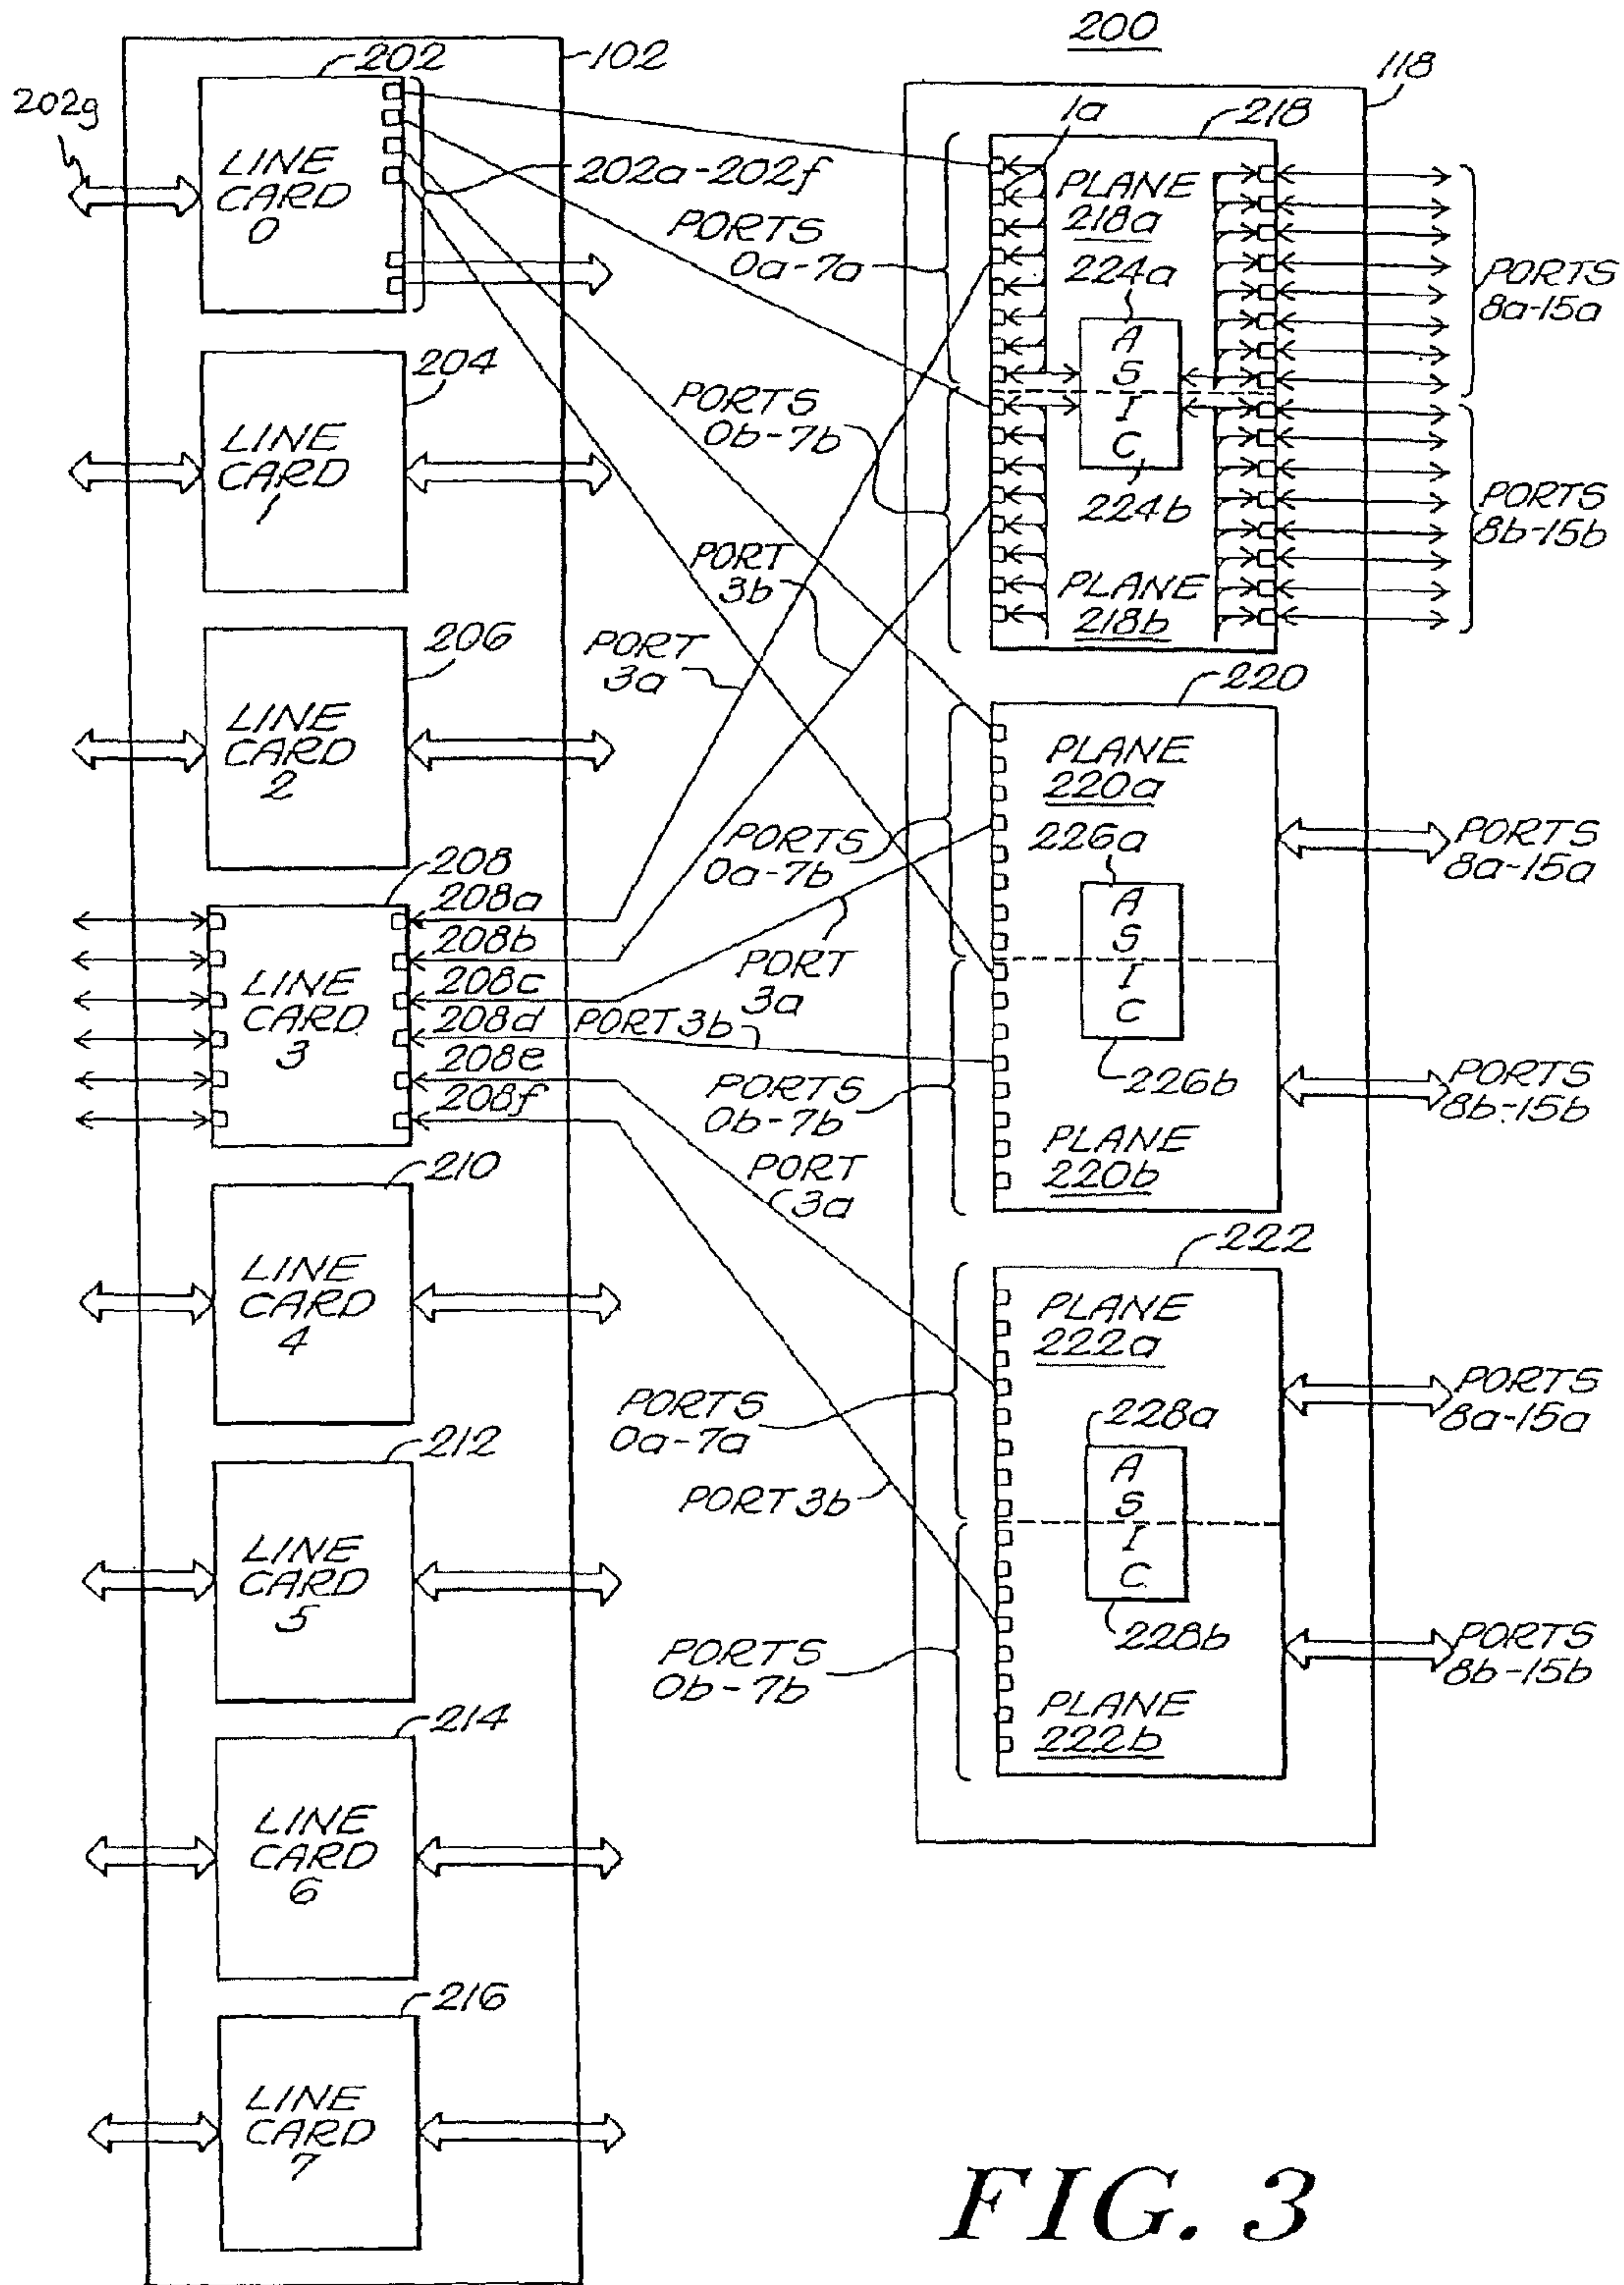 200
202
102
118
202g
LINE
CARD
0
202a-202f
1a
218
PLANE
218a
224a
PORTS
0a-7a
PORTS
8a-15a
A
S
I
C
204
PORTS
0b-7b
LINE
CARD
1
224b
PORTS
8b-15b
PORT
3b
PLANE
218b
206
PORT
3a
220
LINE
CARD
2
PLANE
220a
PORTS
0a-7b
226a
PORTS
8a-15a
208
208a
208b
208c
208d
208e
208f
LINE
CARD
3
A
S
I
C
PORT
3a
PORT 3b
226b
PORTS
0b-7b
PORTS
8b-15b
PLANE
220b
210
PORT
3a
222
LINE
CARD
4
PLANE
222a
PORTS
0a-7a
228a
PORTS
8a-15a
212
A
S
I
C
PORT 3b
LINE
CARD
5
228b
PORTS
0b-7b
PORTS
8b-15b
PLANE
222b
214
LINE
CARD
6
216
LINE
CARD
7
FIG. 3